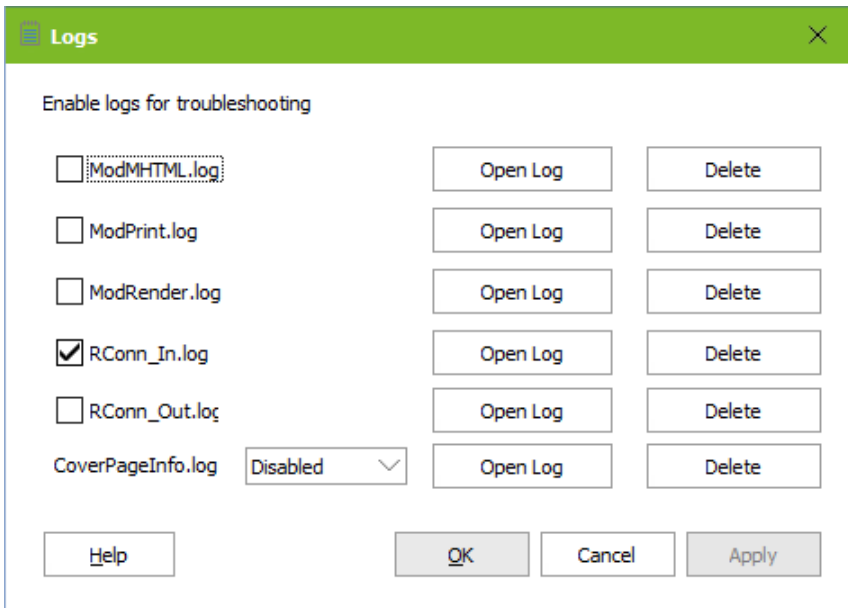 Logs
Enable logs for troubleshooting
ModMHTML.log Open Log Delete
ModPrint.log Open Log Delete
ModRender.log Open Log Delete
RConn_In.log Open Log Delete
RConn_Out.log Open Log Delete
CoverPageInfo.log Disabled Open Log Delete
Help OK Cancel Apply